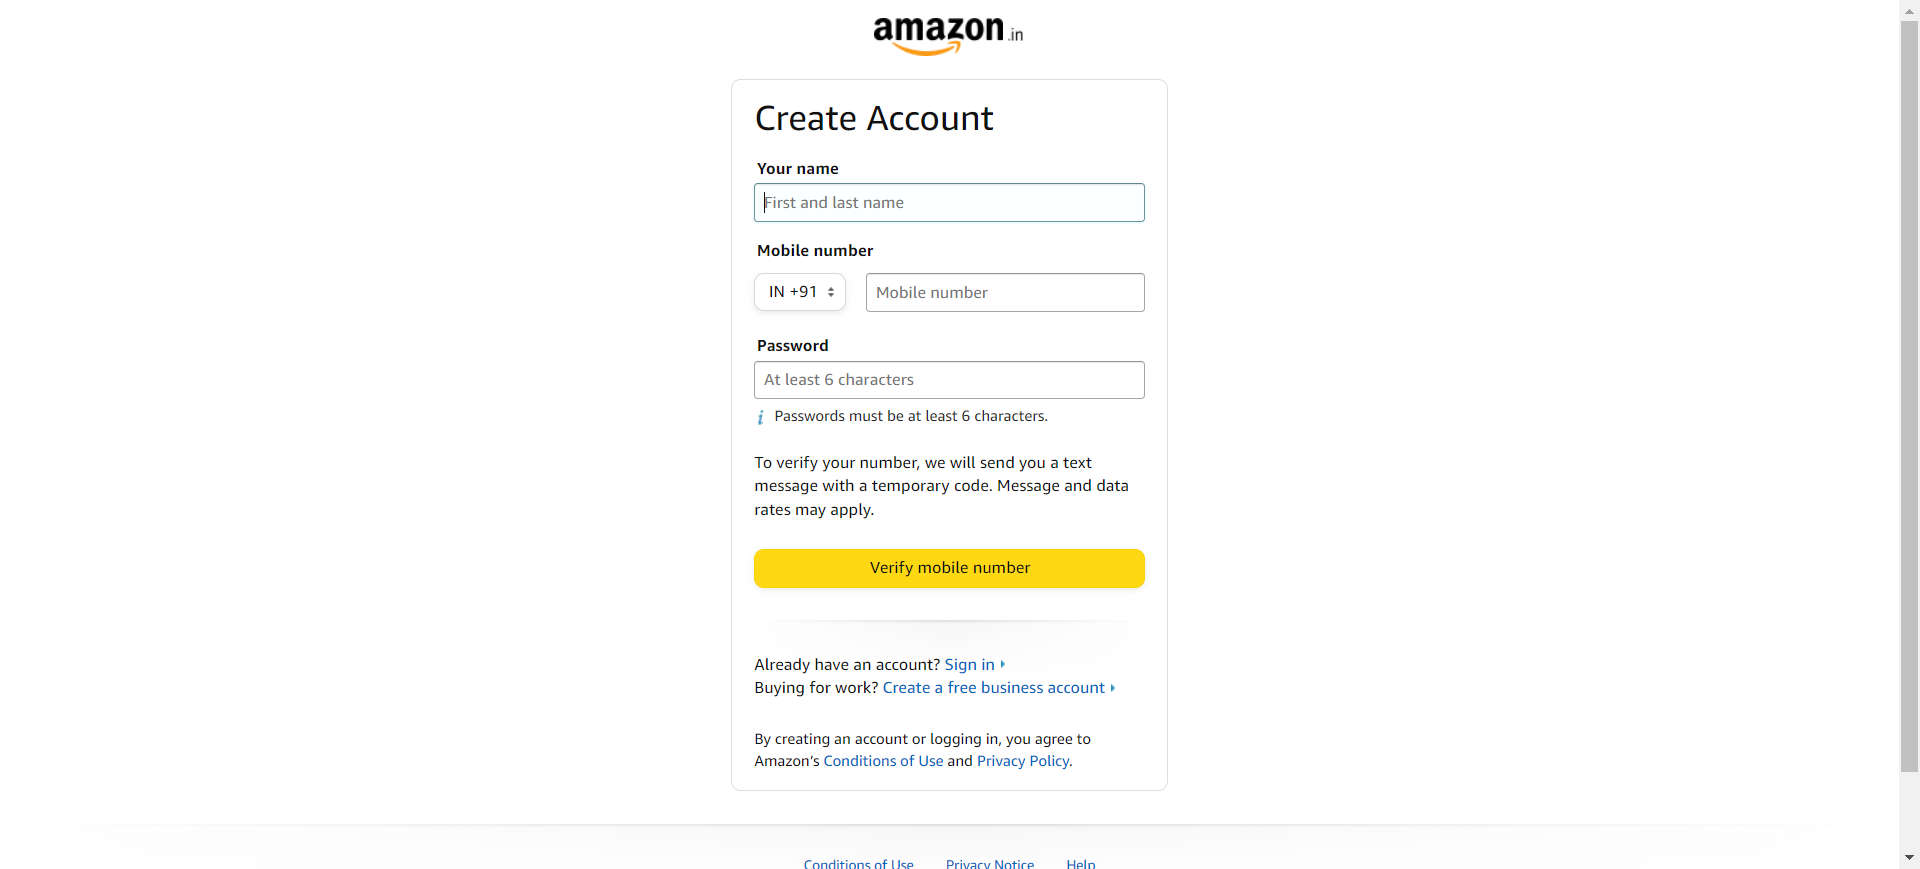 amazon.in
Create Account
Your name
First and last name
Mobile number
IN +91 Mobile number
Password
At least 6 characters
i Passwords must be at least 6 characters.
To verify your number, we will send you a text
message with a temporary code. Message and data
rates may apply.
Verify mobile number
Already have an account? Sign in
Buying for work? Create a free business account
By creating an account or logging in, you agree to
Amazon’s Conditions of Use and Privacy Policy.
Conditions of Use Privacy Notice Help